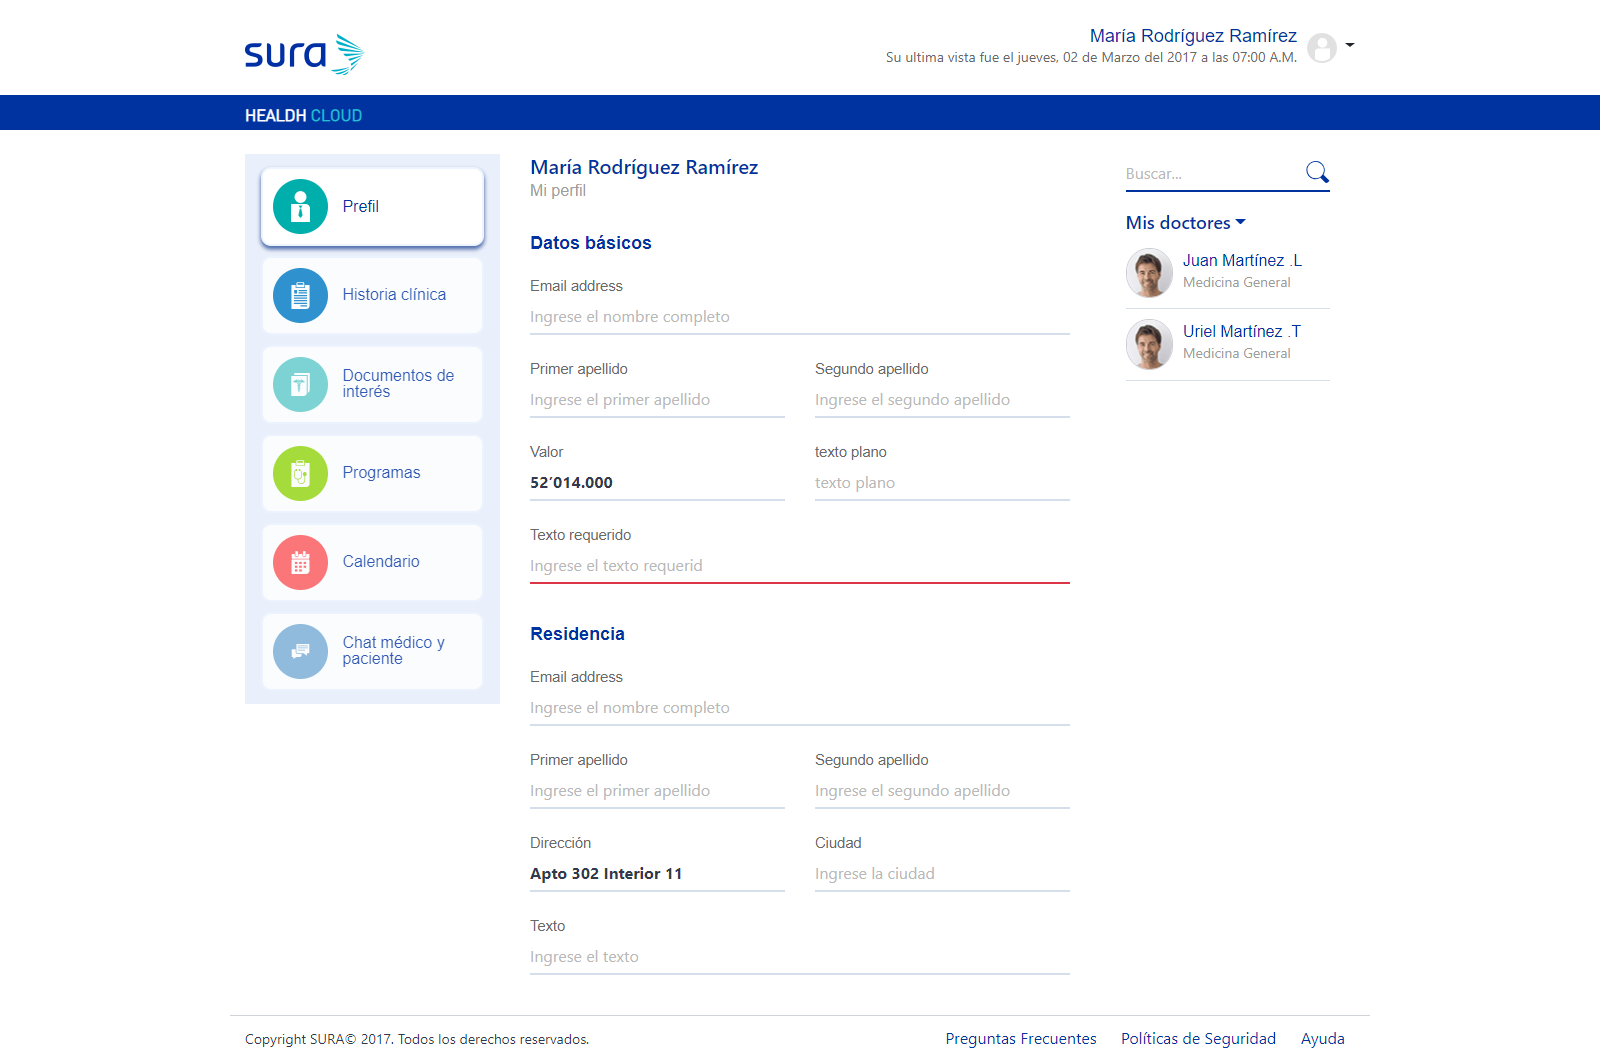 sura
María Rodríguez Ramírez
Su ultima vista fue el jueves, 02 de Marzo del 2017 a las 07:00 A.M.
HEALDH CLOUD
Prefil
Historia clínica
Documentos de
interés
Programas
Calendario
Chat médico y
paciente
María Rodríguez Ramírez
Mi perfil
Datos básicos
Email address
Ingrese el nombre completo
Primer apellido
Segundo apellido
Ingrese el primer apellido
Ingrese el segundo apellido
Valor
texto plano
52’014.000
texto plano
Texto requerido
Ingrese el texto requerid
Residencia
Email address
Ingrese el nombre completo
Primer apellido
Segundo apellido
Ingrese el primer apellido
Ingrese el segundo apellido
Dirección
Ciudad
Apto 302 Interior 11
Ingrese la ciudad
Texto
Ingrese el texto
Buscar...
Mis doctores
Juan Martínez .L
Medicina General
Uriel Martínez .T
Medicina General
Copyright SURA© 2017. Todos los derechos reservados.
Preguntas Frecuentes
Políticas de Seguridad
Ayuda